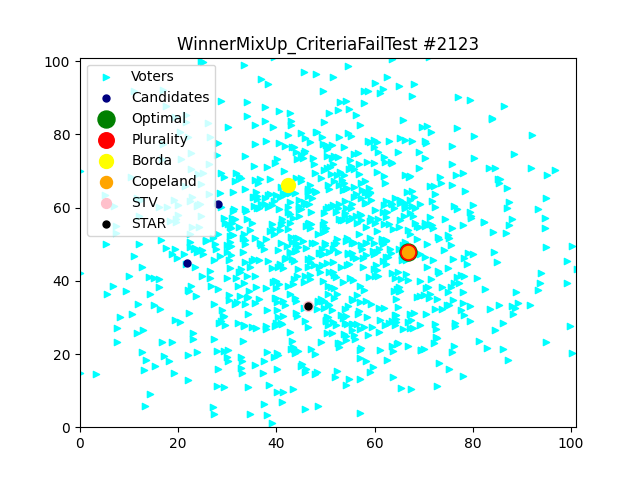 WinnerMixUp_CriteriaFailTest #2123
100
80
60
40
20
0
0
20
40
60
80
100
Voters
Candidates
Optimal
Plurality
Borda
Copeland
STV
STAR